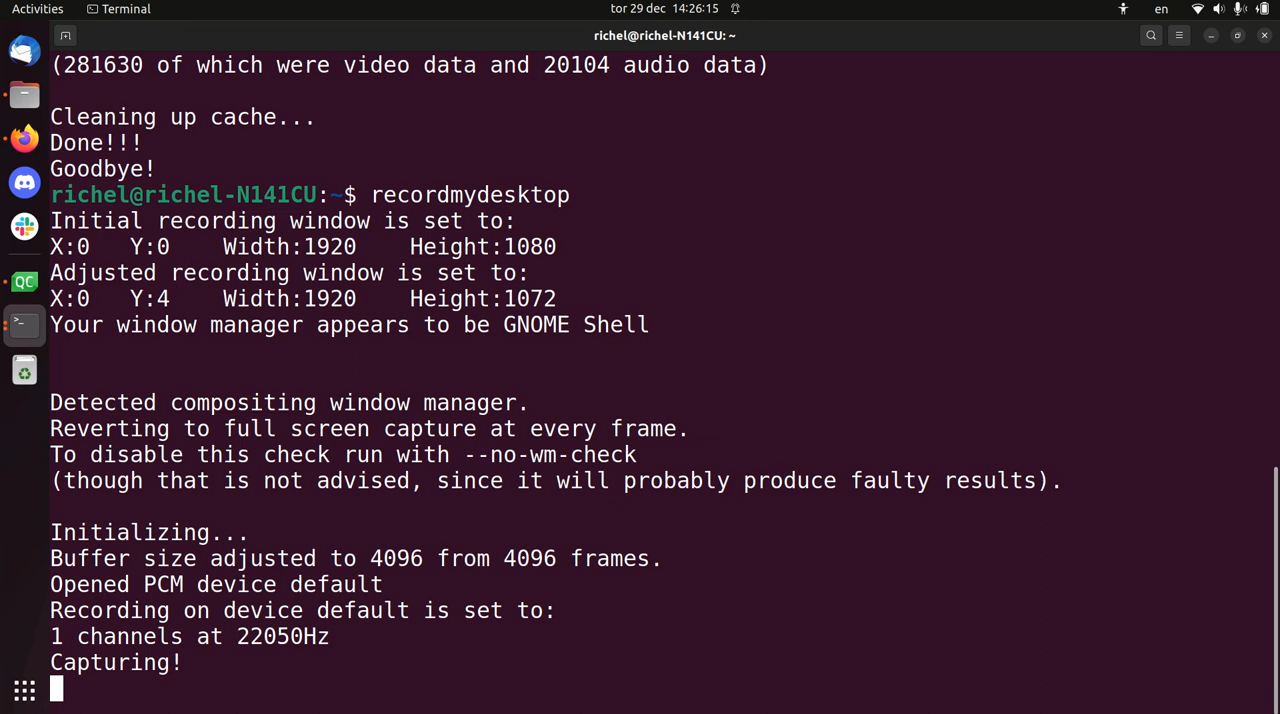 Activities Terminal tor 29 dec 14:26:15 en
richel@richel-N141CU: ~
(281630 of which were video data and 20104 audio data)
Cleaning up cache...
Done!!!
Goodbye!
richel@richel-N141CU:~$ recordmydesktop
Initial recording window is set to:
X:0 Y:0 Width:1920 Height:1080
Adjusted recording window is set to:
X:0 Y:4 Width:1920 Height:1072
Your window manager appears to be GNOME Shell
Detected compositing window manager.
Reverting to full screen capture at every frame.
To disable this check run with --no-wm-check
(though that is not advised, since it will probably produce faulty results).
Initializing...
Buffer size adjusted to 4096 from 4096 frames.
Opened PCM device default
Recording on device default is set to:
1 channels at 22050Hz
Capturing!
QC
>_